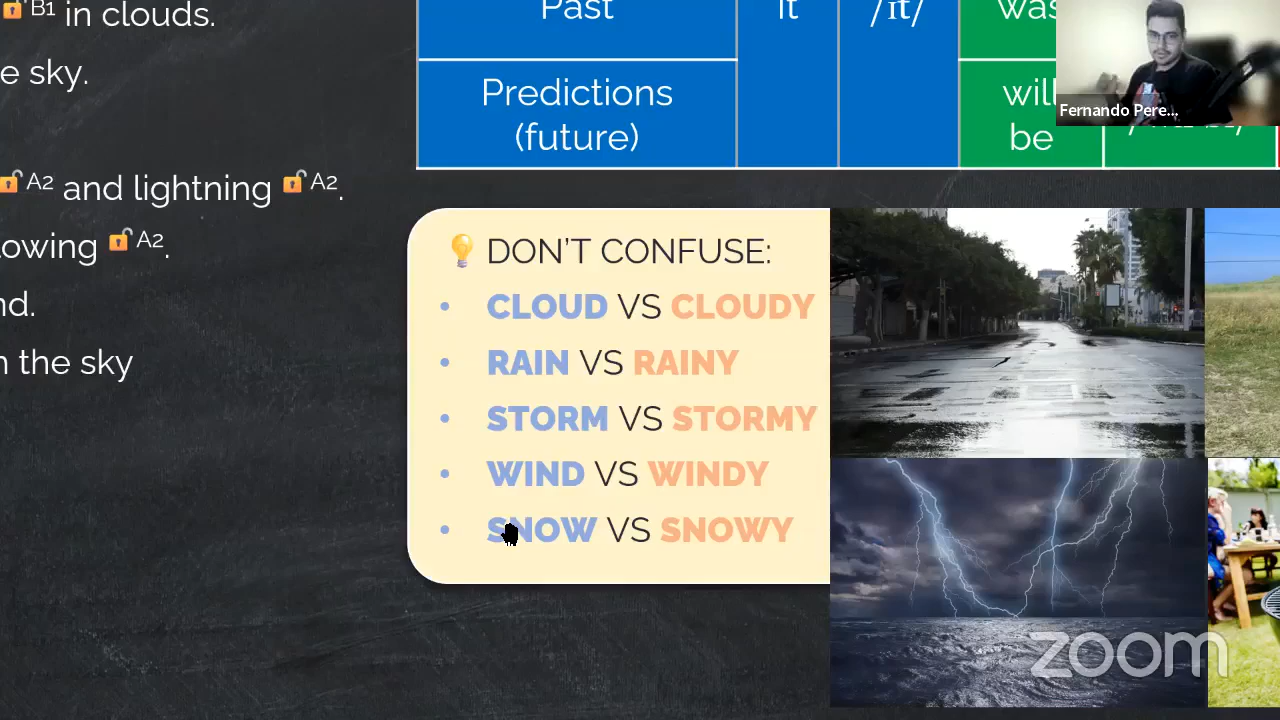 B1 in clouds.
e sky.
A2 and lightning A2.
owing A2.
nd.
n the sky
Past it /ɪt/ was
Predictions
(future)
will
be
Fernando Pere...
DON'T CONFUSE:
• CLOUD VS CLOUDY
• RAIN VS RAINY
• STORM VS STORMY
• WIND VS WINDY
• SNOW VS SNOWY
zoom